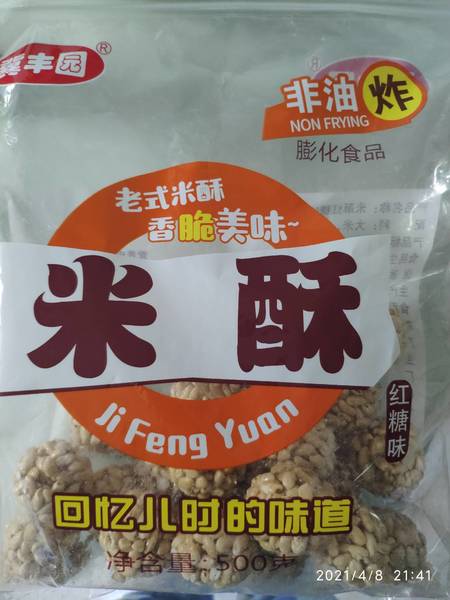 冀丰园®
®
非油炸
NON FRYING
膨化食品
老式米酥
香脆美味~
米酥
Ji Feng Yuan
红糖味
回忆儿时的味道
净含量:500克
2021/4/8 21:41